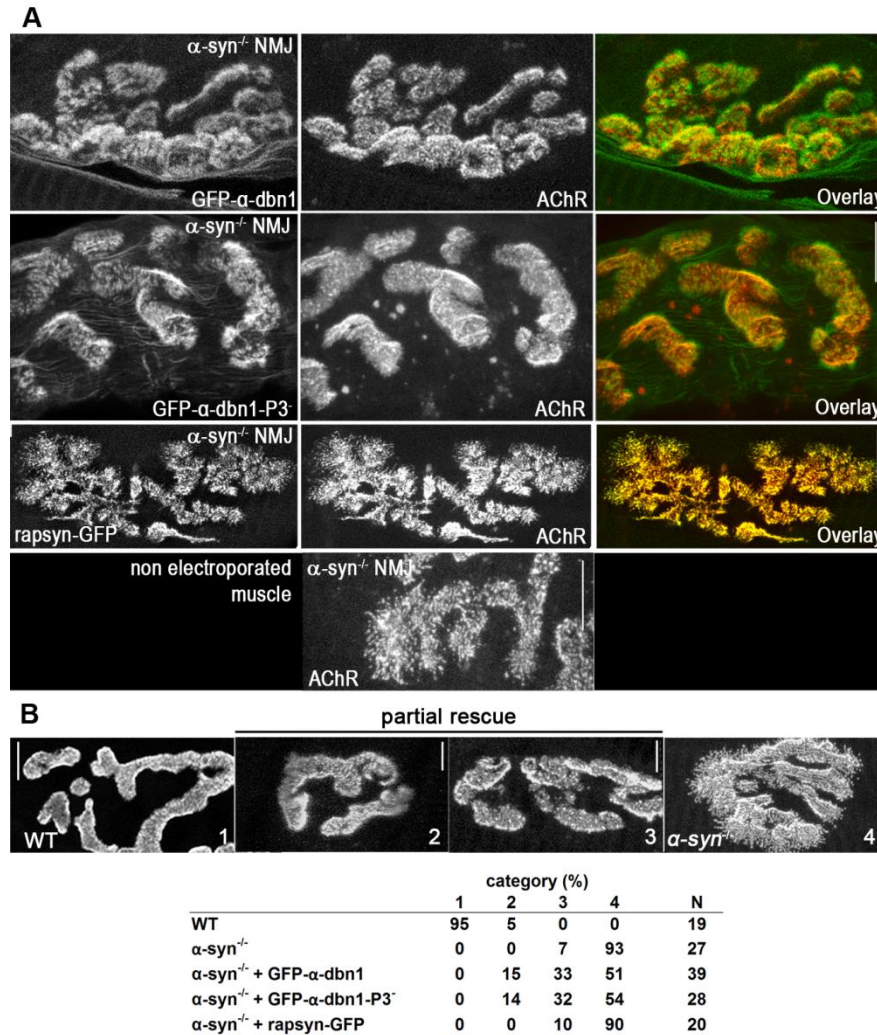 A
α-syn-/- NMJ
GFP-α-dbn1
AChR
Overlay
α-syn-/- NMJ
GFP-α-dbn1-P3-
AChR
Overlay
α-syn-/- NMJ
rapsyn-GFP
AChR
Overlay
non electroporated
muscle
α-syn-/- NMJ
AChR
B
partial rescue
WT 1
2
3
α-syn-/- 4
category (%)
1 2 3 4 N
WT 95 5 0 0 19
α-syn-/- 0 0 7 93 27
α-syn-/- + GFP-α-dbn1 0 15 33 51 39
α-syn-/- + GFP-α-dbn1-P3- 0 14 32 54 28
α-syn-/- + rapsyn-GFP 0 0 10 90 20